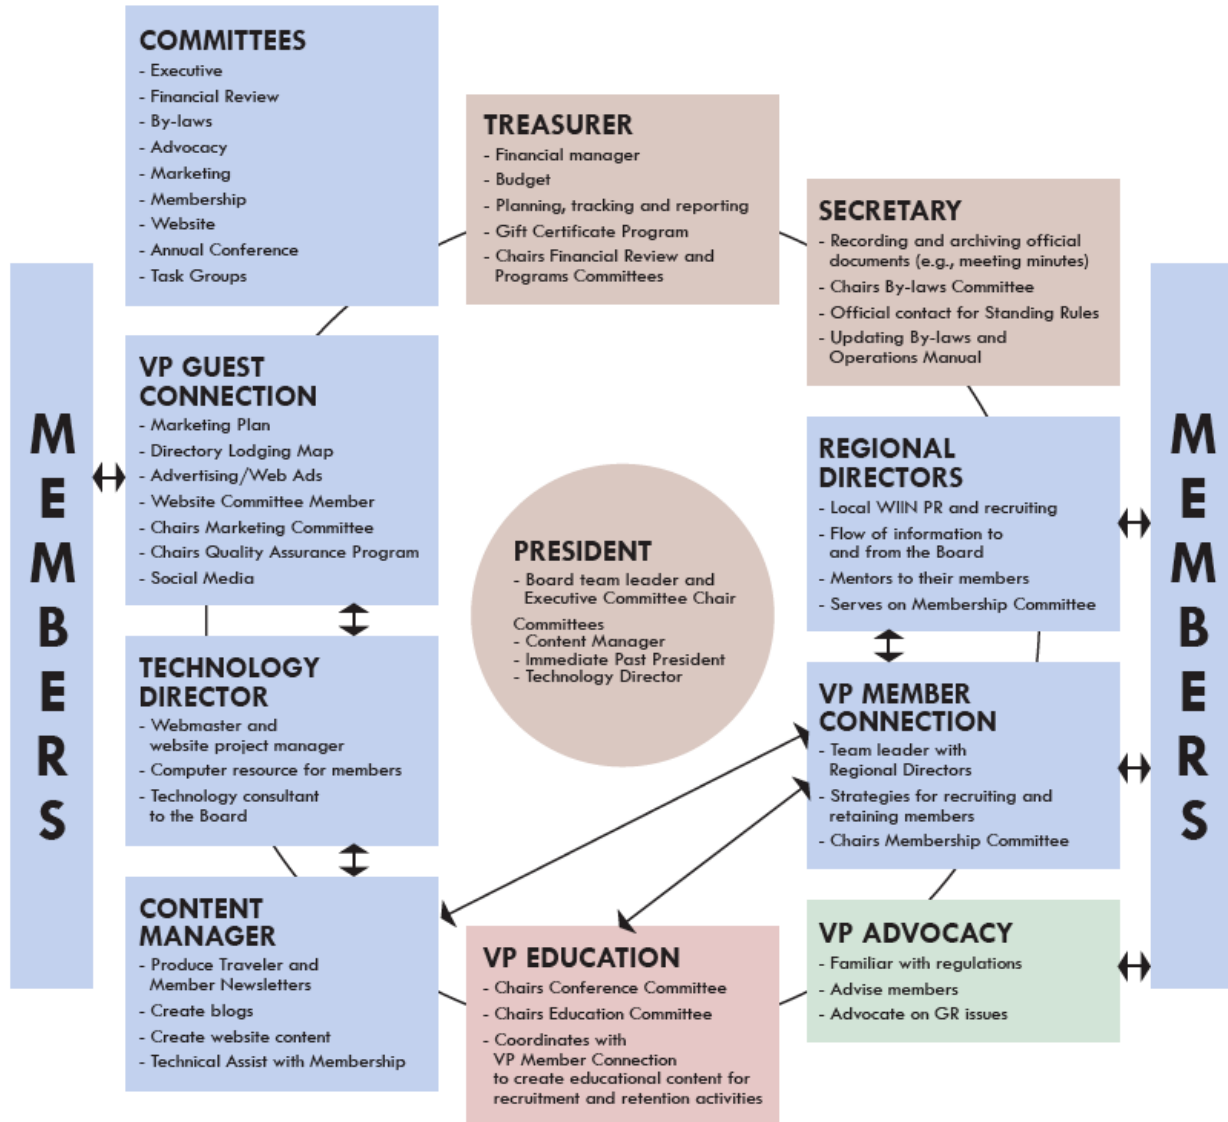 COMMITTEES
- Executive
- Financial Review
- By-laws
- Advocacy
- Marketing
- Membership
- Website
- Annual Conference
- Task Groups
TREASURER
- Financial manager
- Budget
- Planning, tracking and reporting
- Gift Certificate Program
- Chairs Financial Review and
Programs Committees
SECRETARY
- Recording and archiving official
documents (e.g., meeting minutes)
- Chairs By-laws Committee
- Official contact for Standing Rules
- Updating By-laws and
Operations Manual
MEMBERS
VP GUEST
CONNECTION
- Marketing Plan
- Directory Lodging Map
- Advertising/Web Ads
- Website Committee Member
- Chairs Marketing Committee
- Chairs Quality Assurance Program
- Social Media
PRESIDENT
- Board team leader and
Executive Committee Chair
Committees
- Content Manager
- Immediate Past President
- Technology Director
REGIONAL
DIRECTORS
- Local WIIN PR and recruiting
- Flow of information to
and from the Board
- Mentors to their members
- Serves on Membership Committee
MEMBERS
TECHNOLOGY
DIRECTOR
- Webmaster and
website project manager
- Computer resource for members
- Technology consultant
to the Board
VP MEMBER
CONNECTION
- Team leader with
Regional Directors
- Strategies for recruiting and
retaining members
- Chairs Membership Committee
CONTENT
MANAGER
- Produce Traveler and
Member Newsletters
- Create blogs
- Create website content
- Technical Assist with Membership
VP EDUCATION
- Chairs Conference Committee
- Chairs Education Committee
- Coordinates with
VP Member Connection
to create educational content for
recruitment and retention activities
VP ADVOCACY
- Familiar with regulations
- Advise members
- Advocate on GR issues